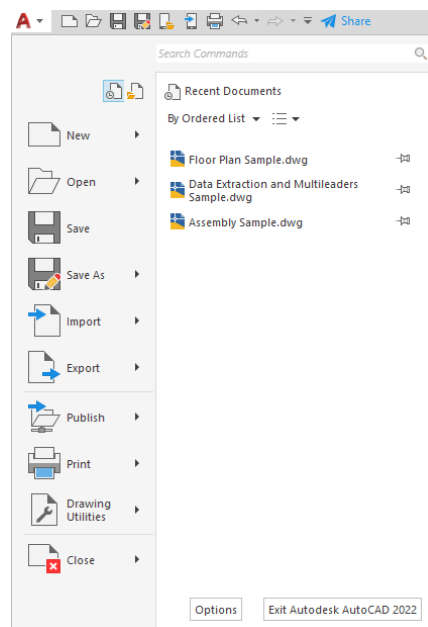 A
Share
Search Commands
Recent Documents
By Ordered List
New
Open
Save
Save As
Import
Export
Publish
Print
Drawing
Utilities
Close
Floor Plan Sample.dwg
Data Extraction and Multileaders
Sample.dwg
Assembly Sample.dwg
Options
Exit Autodesk AutoCAD 2022